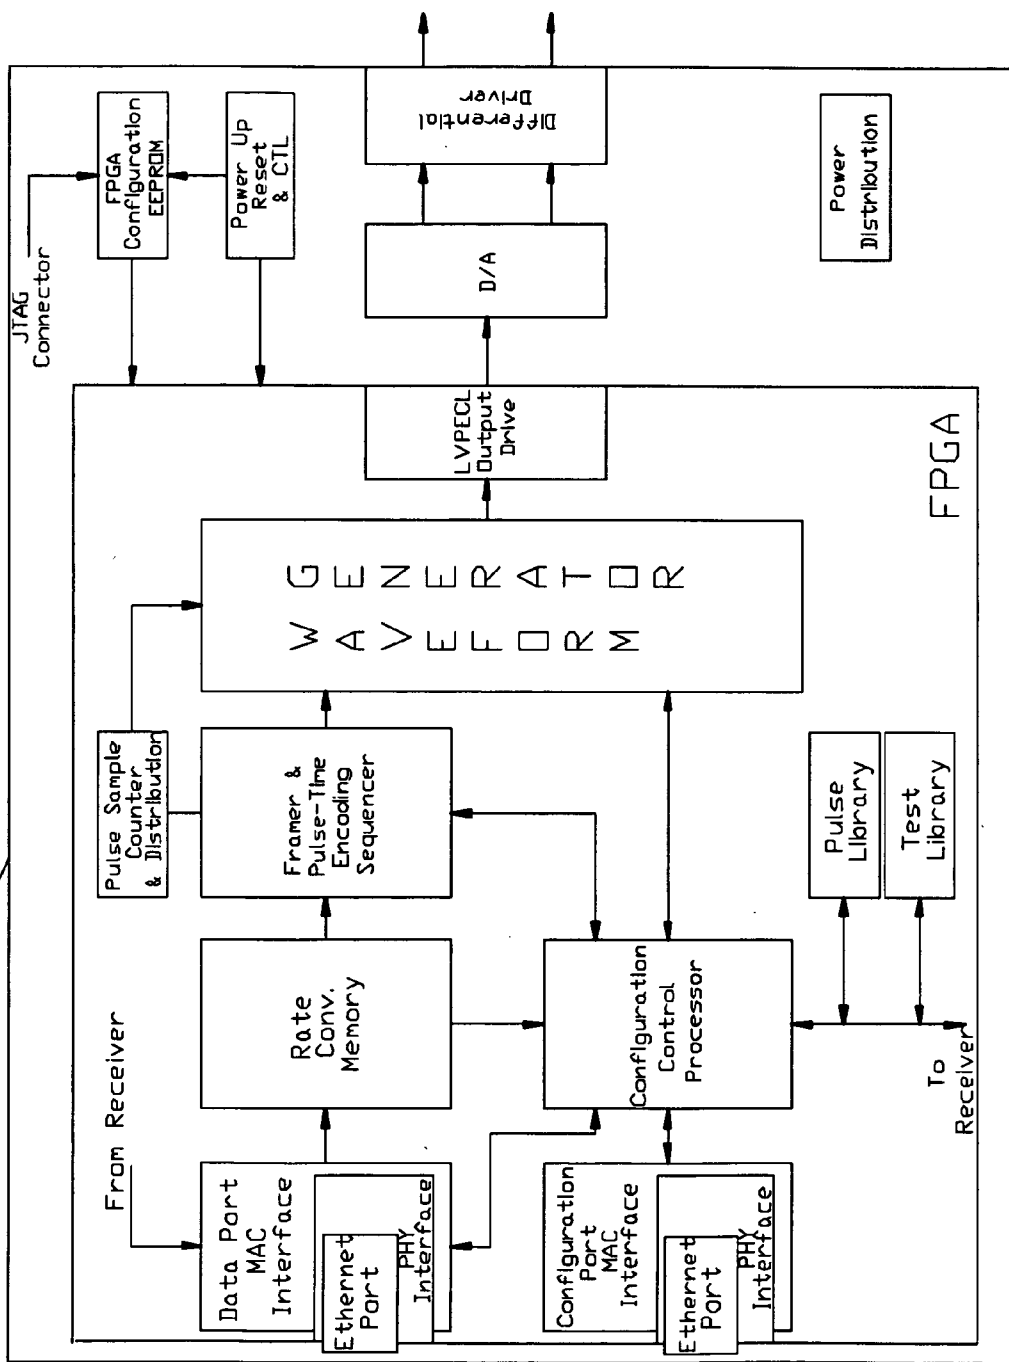 JTAG
Connector
FPGA
Configuration
EEPROM
Power Up
Reset
& CTL
Differential
Driver
Power
Distribution
D/A
LVPECL
Output
Drive
FPGA
WAVEFORM
GENERATOR
Pulse Sample
Counter
& Distribution
Framer &
Pulse-Time
Encoding
Sequencer
Pulse
Library
Test
Library
Rate
Conv.
Memory
Configuration
Control
Processor
From Receiver
To
Receiver
Data Port
MAC
Interface
PHY
Interface
Ethernet
Port
Configuration
Port
MAC
Interface
PHY
Interface
Ethernet
Port